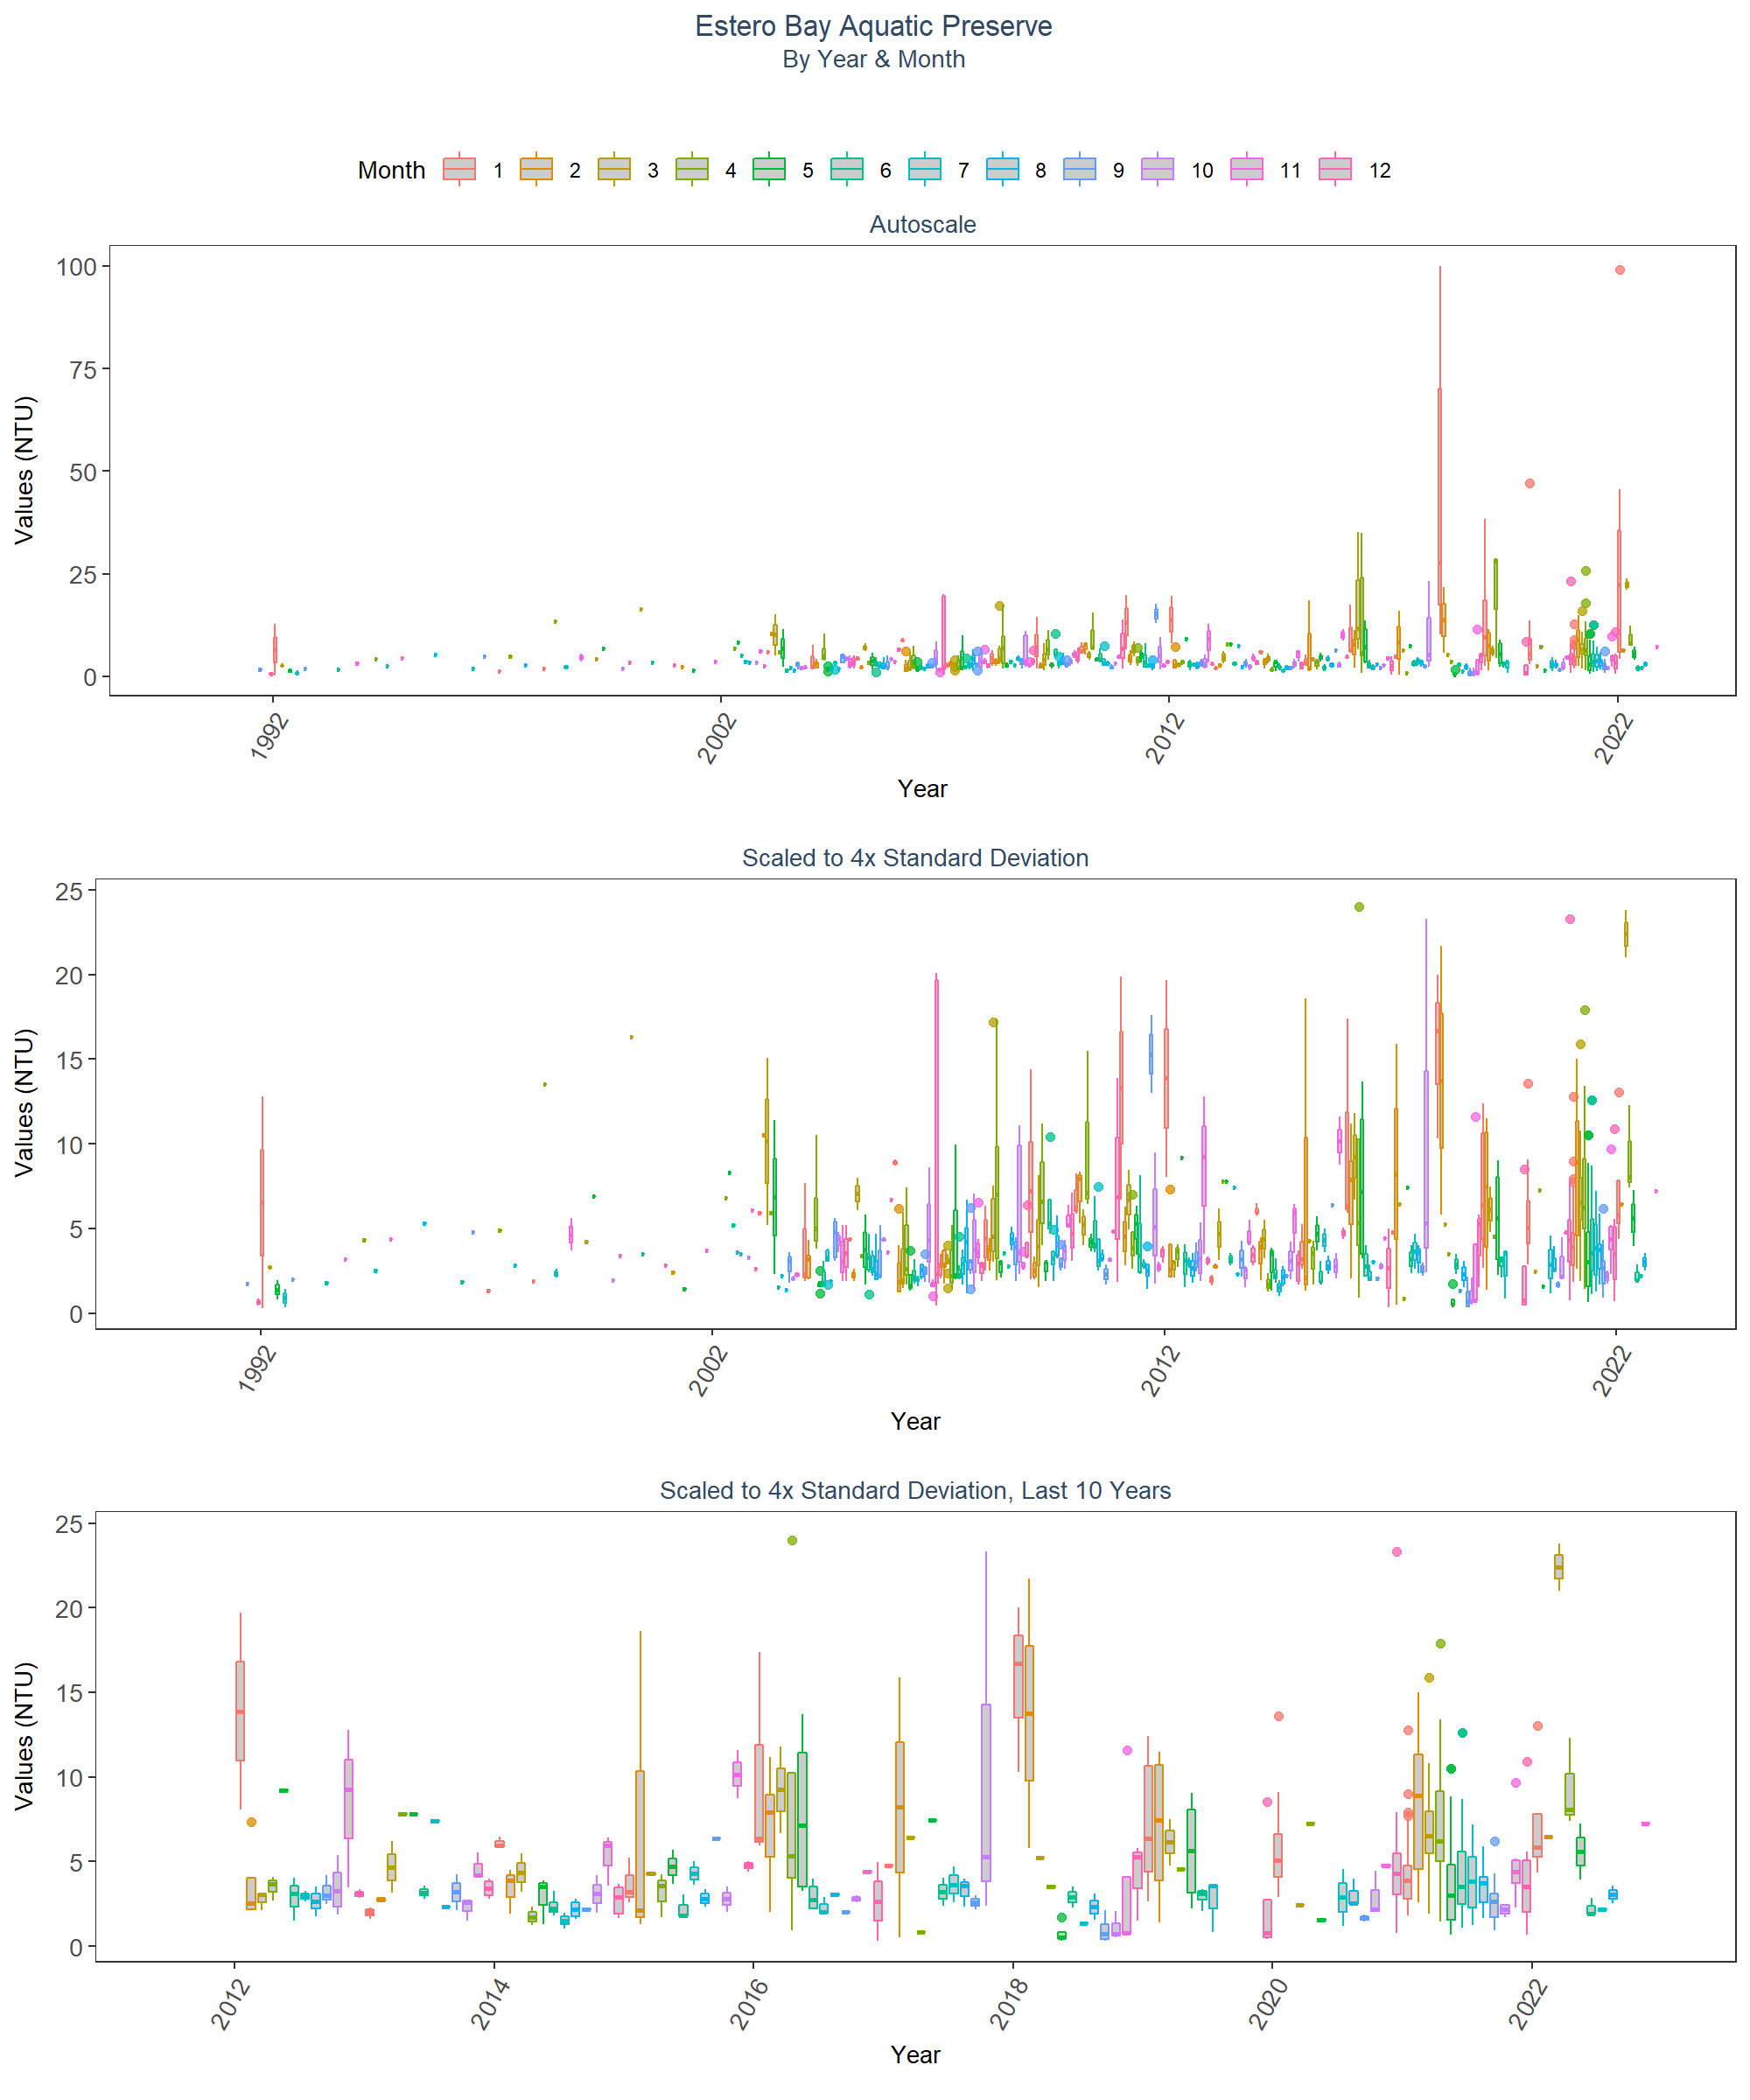 Estero Bay Aquatic Preserve
By Year & Month
Month 1 2 3 4 5 6 7 8 9 10 11 12
Autoscale
Values (NTU)
100
75
50
25
0
1992 2002 2012 2022
Year
Scaled to 4x Standard Deviation
Values (NTU)
25
20
15
10
5
0
1992 2002 2012 2022
Year
Scaled to 4x Standard Deviation, Last 10 Years
Values (NTU)
25
20
15
10
5
0
2012 2014 2016 2018 2020 2022
Year